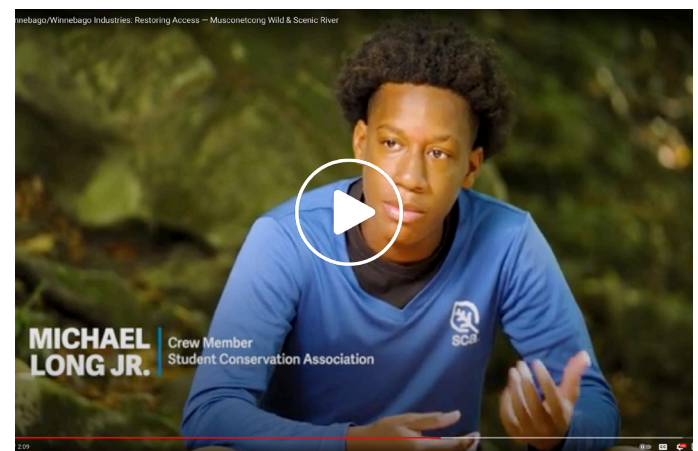 nnebago/Winnebago Industries: Restoring Access — Musconetcong Wild & Scenic River
sca
MICHAEL
LONG JR.
Crew Member
Student Conservation Association
2:09
CC